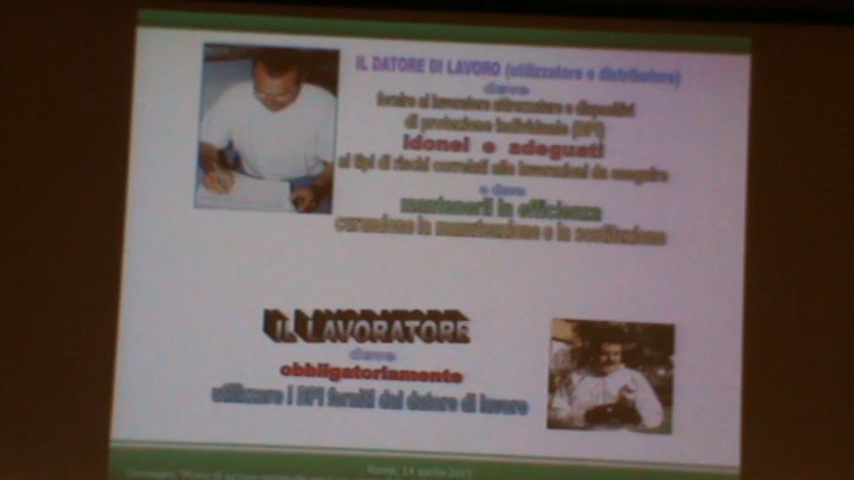 IL DATORE DI LAVORO (utilizzatore o distributore)
deve
fornire al lavoratore attrezzature e dispositivi
di protezione individuale (DPI)
idonei e adeguati
ai tipi di rischi correlati alle lavorazioni da eseguire
e deve
mantenerli in efficienza
curandone la manutenzione e la sostituzione
IL LAVORATORE
deve
obbligatoriamente
utilizzare i DPI forniti dal datore di lavoro
Roma, 14 aprile 2015
Convegno